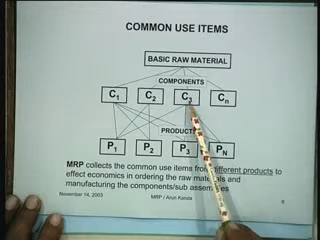 COMMON USE ITEMS
BASIC RAW MATERIAL
COMPONENTS
C1 C2 C3 Cn
PRODUCT
P1 P2 P3 PN
MRP collects the common use items from different products to
effect economics in ordering the raw materials and
manufacturing the components/sub assemblies
November 14, 2003 MRP / Arun Kanda 6